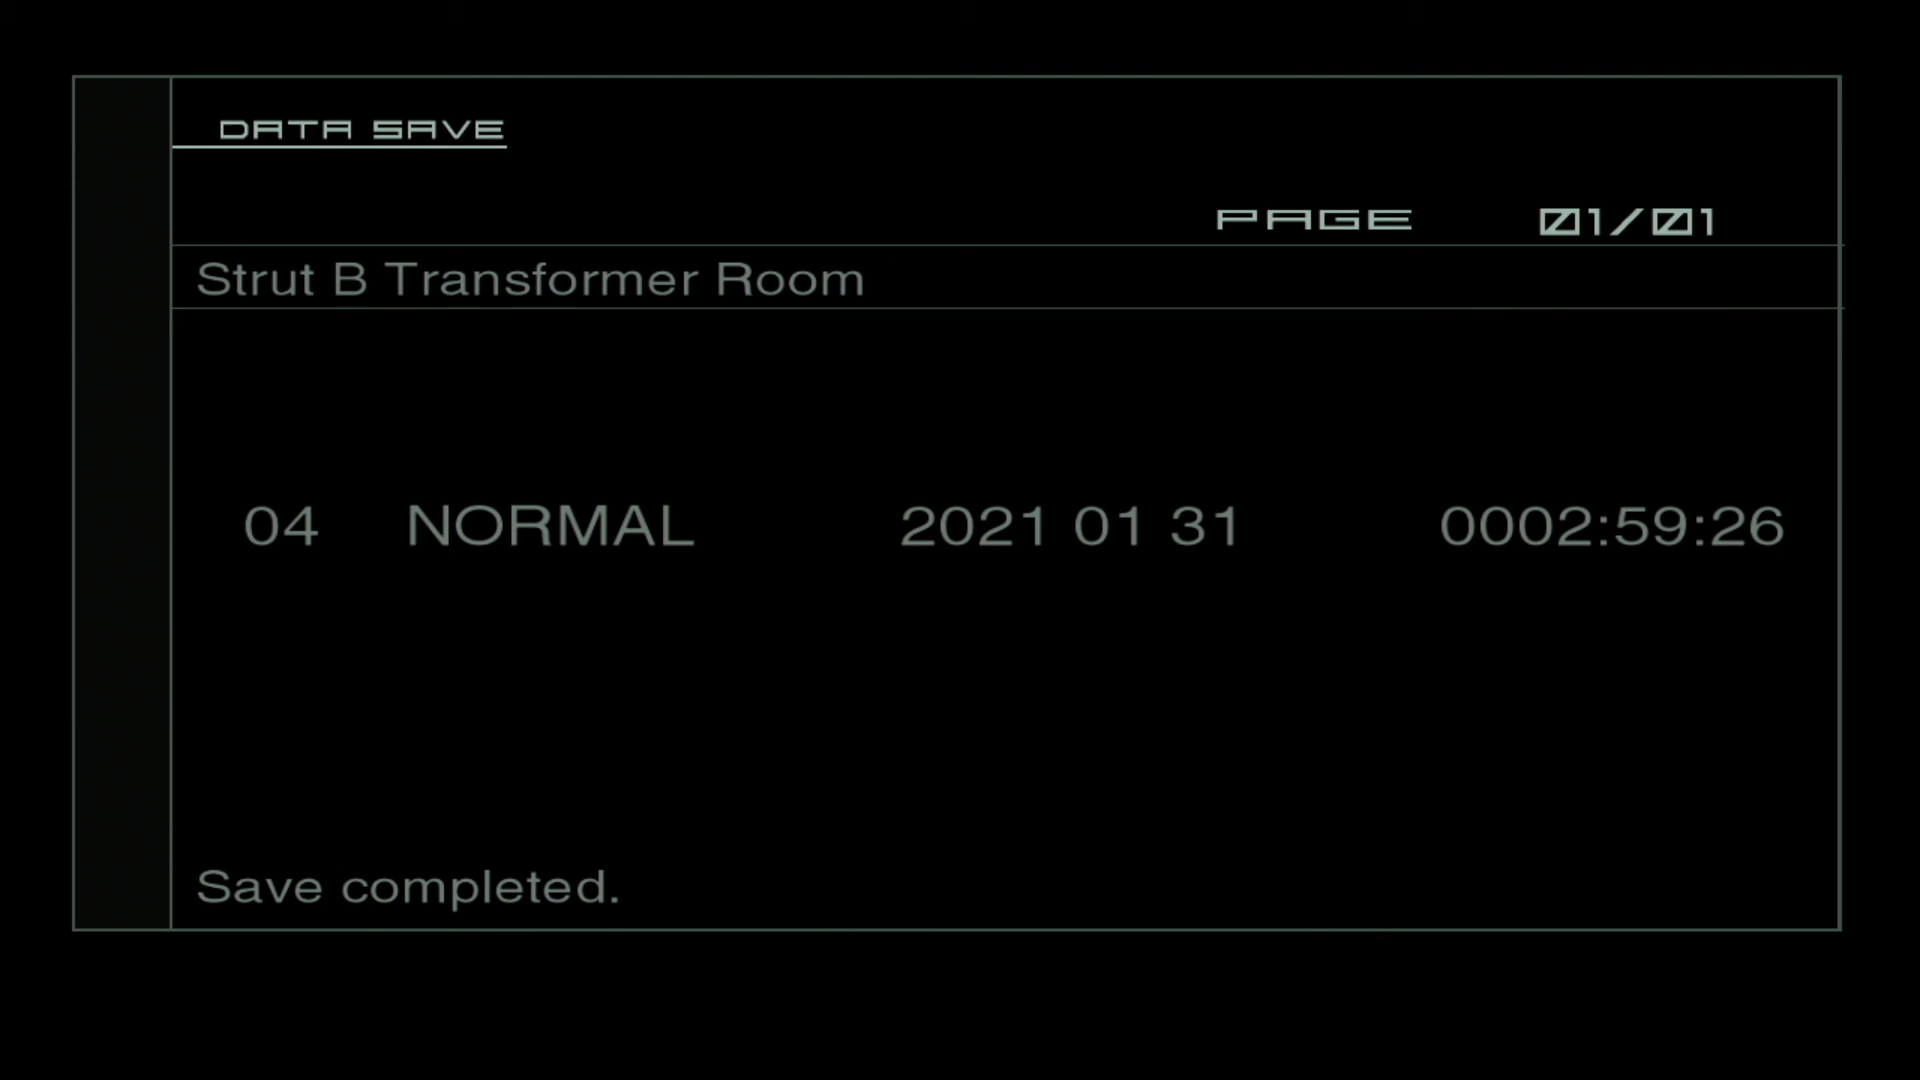 DATA SAVE
PAGE 01/01
Strut B Transformer Room
04 NORMAL 2021 01 31 0002:59:26
Save completed.